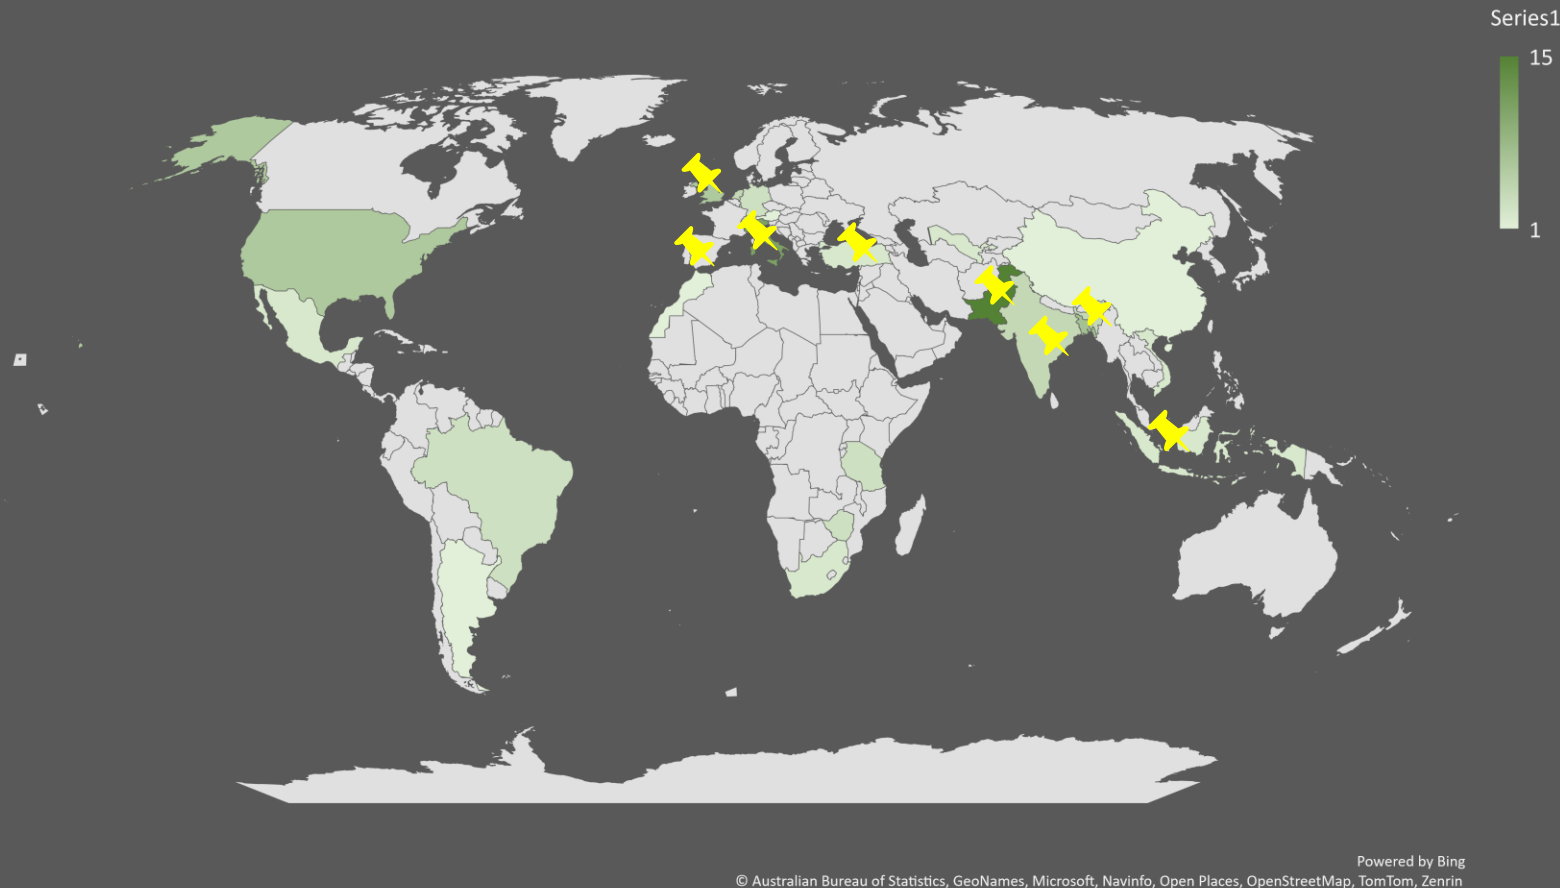 Series1
15
1
Powered by Bing
© Australian Bureau of Statistics, GeoNames, Microsoft, Navinfo, Open Places, OpenStreetMap, TomTom, Zenrin